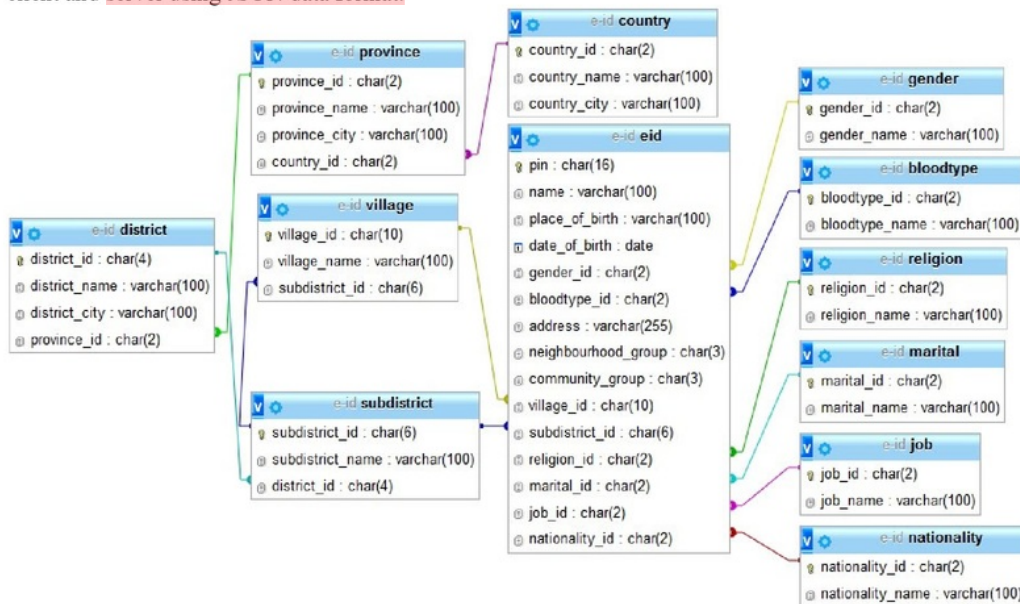 server using
e-id province
province_id : char(2)
province_name : varchar(100)
province_city : varchar(100)
country_id : char(2)
e-id country
country_id : char(2)
country_name : varchar(100)
country_city : varchar(100)
e-id village
village_id : char(10)
village_name : varchar(100)
subdistrict_id : char(6)
e-id district
district_id : char(4)
district_name : varchar(100)
district_city : varchar(100)
province_id : char(2)
e-id subdistrict
subdistrict_id : char(6)
subdistrict_name : varchar(100)
district_id : char(4)
e-id eid
pin : char(16)
name : varchar(100)
place_of_birth : varchar(100)
date_of_birth : date
gender_id : char(2)
bloodtype_id : char(2)
address : varchar(255)
neighbourhood_group : char(3)
community_group : char(3)
village_id : char(10)
subdistrict_id : char(6)
religion_id : char(2)
marital_id : char(2)
job_id : char(2)
nationality_id : char(2)
e-id gender
gender_id : char(2)
gender_name : varchar(100)
e-id bloodtype
bloodtype_id : char(2)
bloodtype_name : varchar(100)
e-id religion
religion_id : char(2)
religion_name : varchar(100)
e-id marital
marital_id : char(2)
marital_name : varchar(100)
e-id job
job_id : char(2)
job_name : varchar(100)
e-id nationality
nationality_id : char(2)
nationality_name : varchar(100)